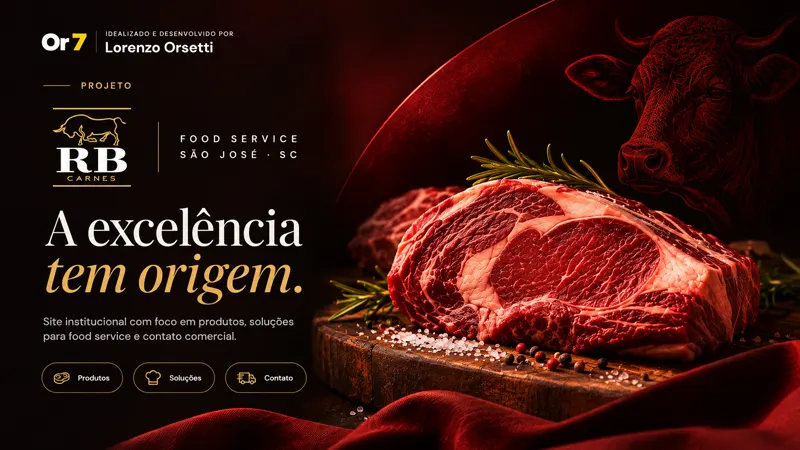 Or7
IDEALIZADO E DESENVOLVIDO POR
Lorenzo Orsetti
PROJETO
RB
CARNES
FOOD SERVICE
SÃO JOSÉ · SC
A excelência
tem origem.
Site institucional com foco em produtos, soluções
para food service e contato comercial.
Produtos
Soluções
Contato